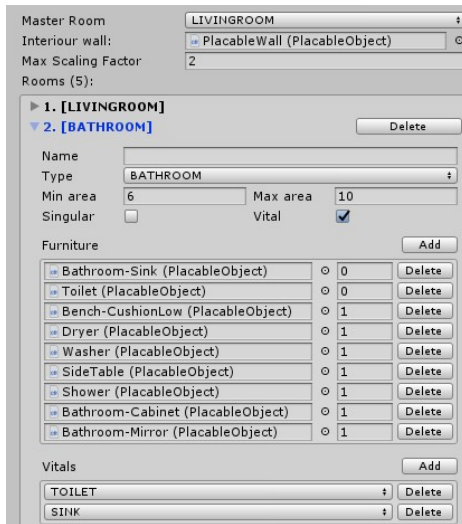 Master Room LIVINGROOM
Interiour wall: PlacableWall (PlacableObject)
Max Scaling Factor 2
Rooms (5):
1. [LIVINGROOM]
2. [BATHROOM] Delete
Name
Type BATHROOM
Min area 6 Max area 10
Singular Vital
Furniture Add
Bathroom-Sink (PlacableObject) 0 Delete
Toilet (PlacableObject) 0 Delete
Bench-CushionLow (PlacableObject) 1 Delete
Dryer (PlacableObject) 1 Delete
Washer (PlacableObject) 1 Delete
SideTable (PlacableObject) 1 Delete
Shower (PlacableObject) 1 Delete
Bathroom-Cabinet (PlacableObject) 1 Delete
Bathroom-Mirror (PlacableObject) 1 Delete
Vitals Add
TOILET Delete
SINK Delete